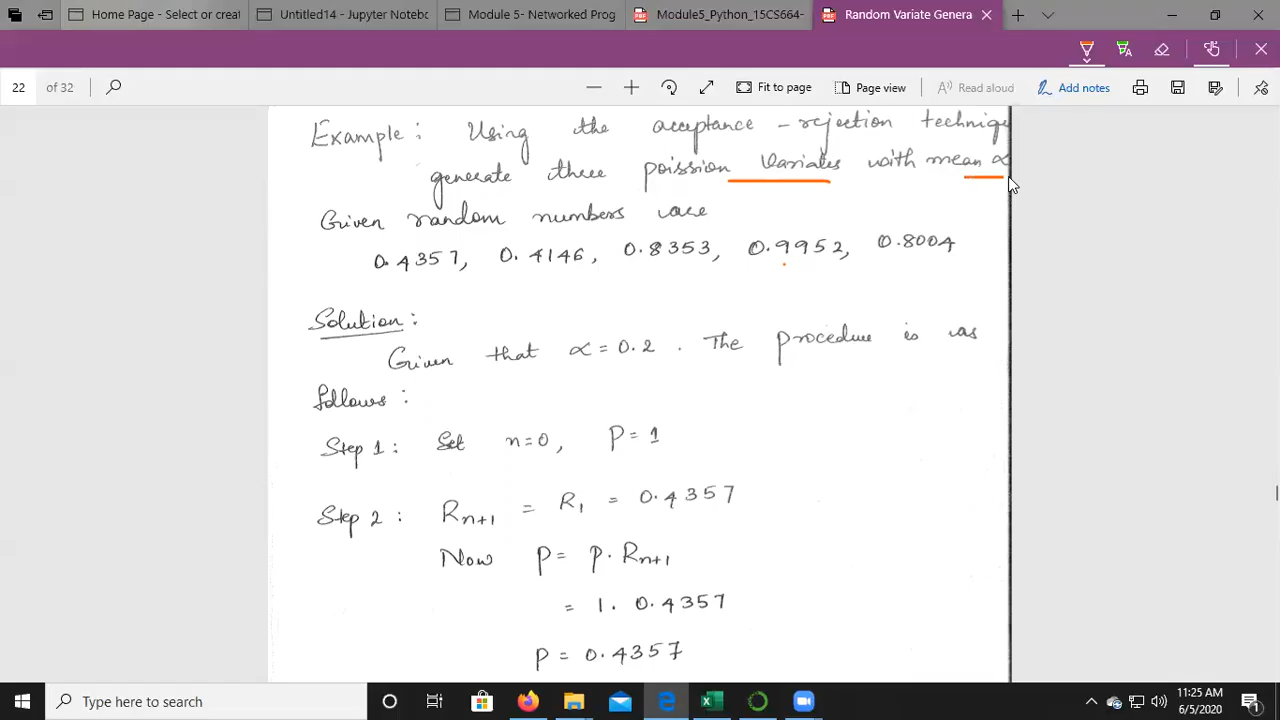 Home Page - Select or creat
Untitled14 - Jupyter Notebo
Module 5- Networked Prog
Module5_Python_15CS664-
Random Variate Genera
22 of 32
Fit to page
Page view
Read aloud
Add notes
Example: Using the acceptance - rejection techniqu
generate three poission variates with mean α
Given random numbers are
0.4357, 0.4146, 0.8353, 0.9952, 0.8004
Solution:
Given that α = 0.2. The procedure is as
follows:
Step 1: Set n=0, P=1
Step 2: Rn+1 = R1 = 0.4357
Now P = P. Rn+1
= 1. 0.4357
P = 0.4357
Type here to search
11:25 AM
6/5/2020
1